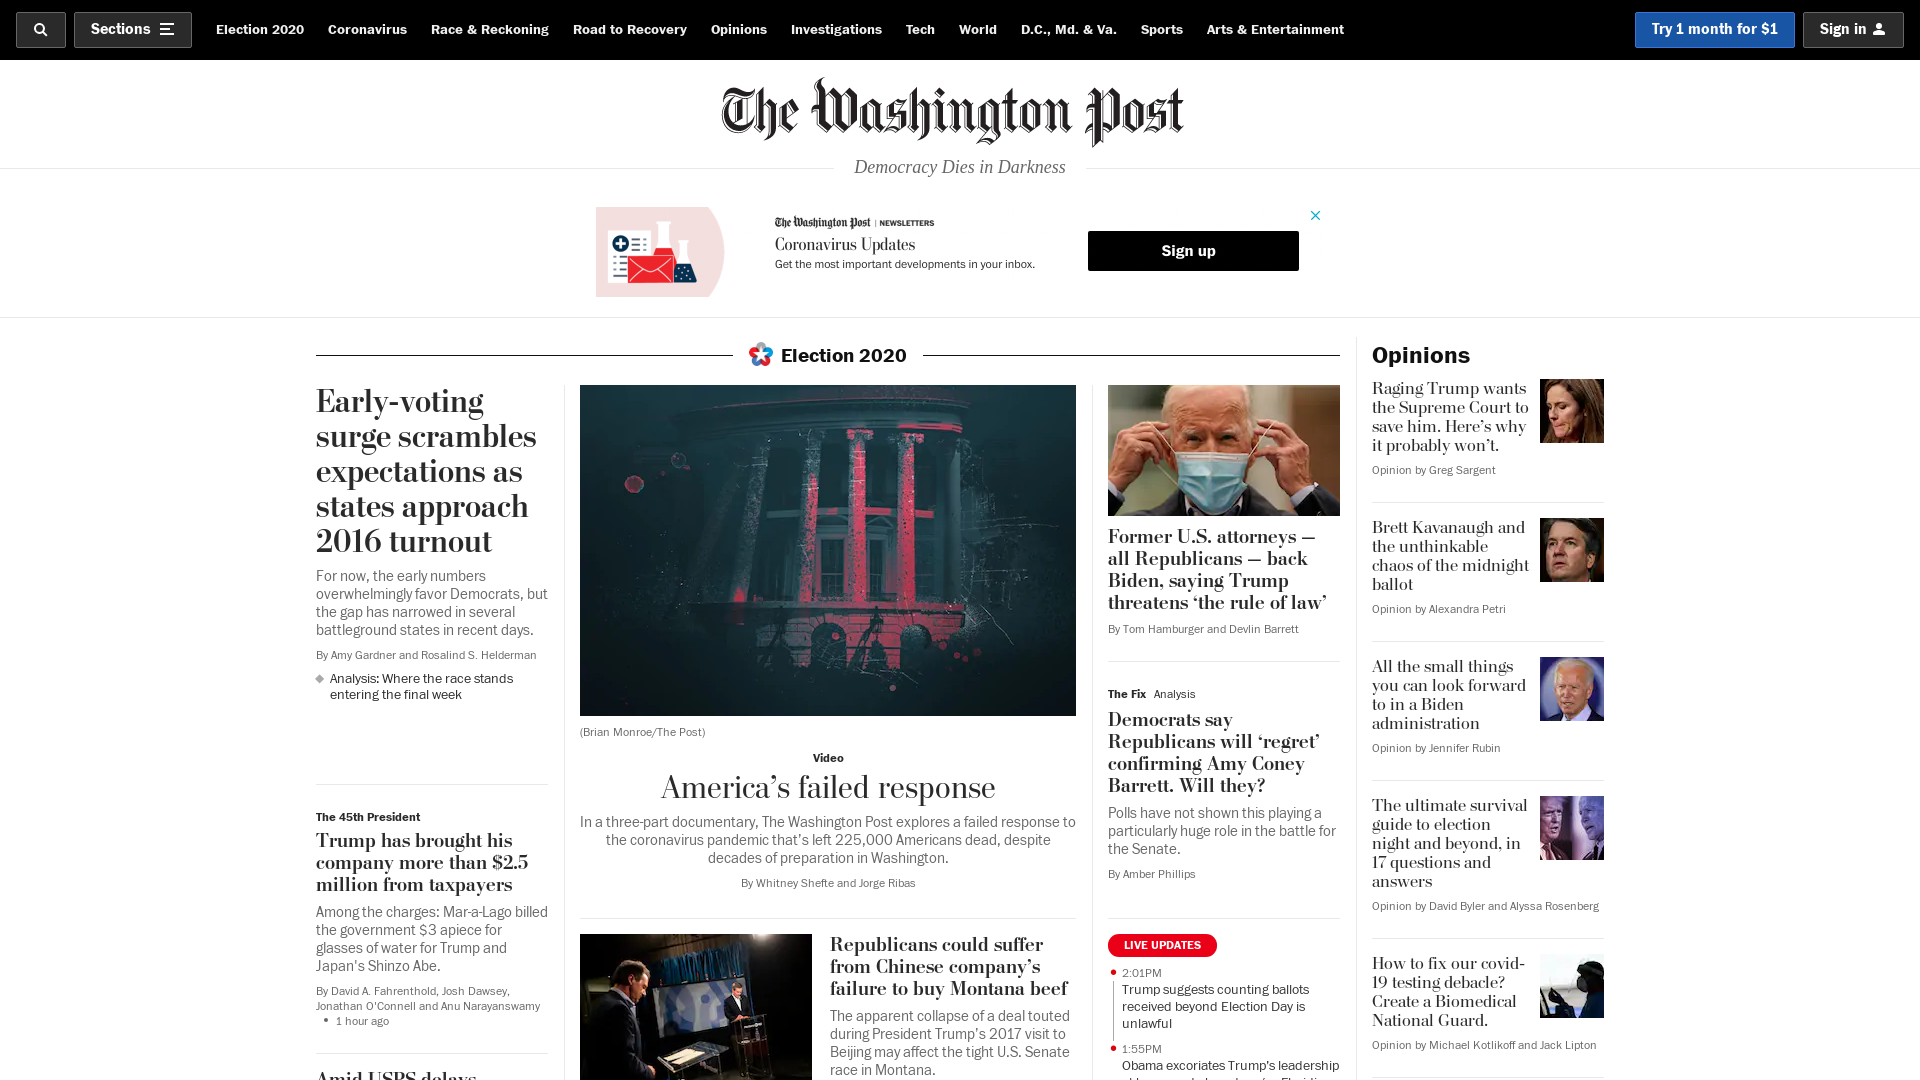 Sections
Election 2020
Coronavirus
Race & Reckoning
Road to Recovery
Opinions
Investigations
Tech
World
D.C., Md. & Va.
Sports
Arts & Entertainment
Try 1 month for $1
Sign in
The Washington Post
Democracy Dies in Darkness
The Washington Post | NEWSLETTERS
Coronavirus Updates
Get the most important developments in your inbox.
Sign up
Election 2020
Early-voting
surge scrambles
expectations as
states approach
2016 turnout
For now, the early numbers
overwhelmingly favor Democrats, but
the gap has narrowed in several
battleground states in recent days.
By Amy Gardner and Rosalind S. Helderman
Analysis: Where the race stands
entering the final week
The 45th President
Trump has brought his
company more than $2.5
million from taxpayers
Among the charges: Mar-a-Lago billed
the government $3 apiece for
glasses of water for Trump and
Japan's Shinzo Abe.
By David A. Fahrenthold, Josh Dawsey,
Jonathan O'Connell and Anu Narayanswamy
• 1 hour ago
Amid USPS delays,
(Brian Monroe/The Post)
Video
America’s failed response
In a three-part documentary, The Washington Post explores a failed response to
the coronavirus pandemic that’s left 225,000 Americans dead, despite
decades of preparation in Washington.
By Whitney Shefte and Jorge Ribas
Republicans could suffer
from Chinese company’s
failure to buy Montana beef
The apparent collapse of a deal touted
during President Trump’s 2017 visit to
Beijing may affect the tight U.S. Senate
race in Montana.
Former U.S. attorneys —
all Republicans — back
Biden, saying Trump
threatens ‘the rule of law’
By Tom Hamburger and Devlin Barrett
The Fix Analysis
Democrats say
Republicans will ‘regret’
confirming Amy Coney
Barrett. Will they?
Polls have not shown this playing a
particularly huge role in the battle for
the Senate.
By Amber Phillips
LIVE UPDATES
2:01PM
Trump suggests counting ballots
received beyond Election Day is
unlawful
1:55PM
Obama excoriates Trump's leadership
Opinions
Raging Trump wants
the Supreme Court to
save him. Here’s why
it probably won’t.
Opinion by Greg Sargent
Brett Kavanaugh and
the unthinkable
chaos of the midnight
ballot
Opinion by Alexandra Petri
All the small things
you can look forward
to in a Biden
administration
Opinion by Jennifer Rubin
The ultimate survival
guide to election
night and beyond, in
17 questions and
answers
Opinion by David Byler and Alyssa Rosenberg
How to fix our covid-
19 testing debacle?
Create a Biomedical
National Guard.
Opinion by Michael Kotlikoff and Jack Lipton